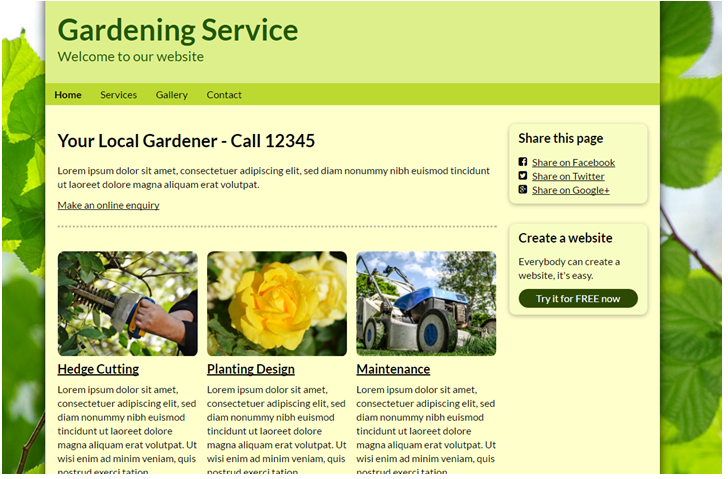 Gardening Service
Welcome to our website
Home Services Gallery Contact
Your Local Gardener - Call 12345
Lorem ipsum dolor sit amet, consectetuer adipiscing elit, sed diam nonummy nibh euismod tincidunt
ut laoreet dolore magna aliquam erat volutpat.
Make an online enquiry
Hedge Cutting
Lorem ipsum dolor sit amet,
consectetuer adipiscing elit, sed
diam nonummy nibh euismod
tincidunt ut laoreet dolore
magna aliquam erat volutpat. Ut
wisi enim ad minim veniam, quis
nostrud exerci tation
Planting Design
Lorem ipsum dolor sit amet,
consectetuer adipiscing elit, sed
diam nonummy nibh euismod
tincidunt ut laoreet dolore
magna aliquam erat volutpat. Ut
wisi enim ad minim veniam, quis
nostrud exerci tation
Maintenance
Lorem ipsum dolor sit amet,
consectetuer adipiscing elit, sed
diam nonummy nibh euismod
tincidunt ut laoreet dolore
magna aliquam erat volutpat. Ut
wisi enim ad minim veniam, quis
nostrud exerci tation
Share this page
Share on Facebook
Share on Twitter
Share on Google+
Create a website
Everybody can create a
website, it's easy.
Try it for FREE now